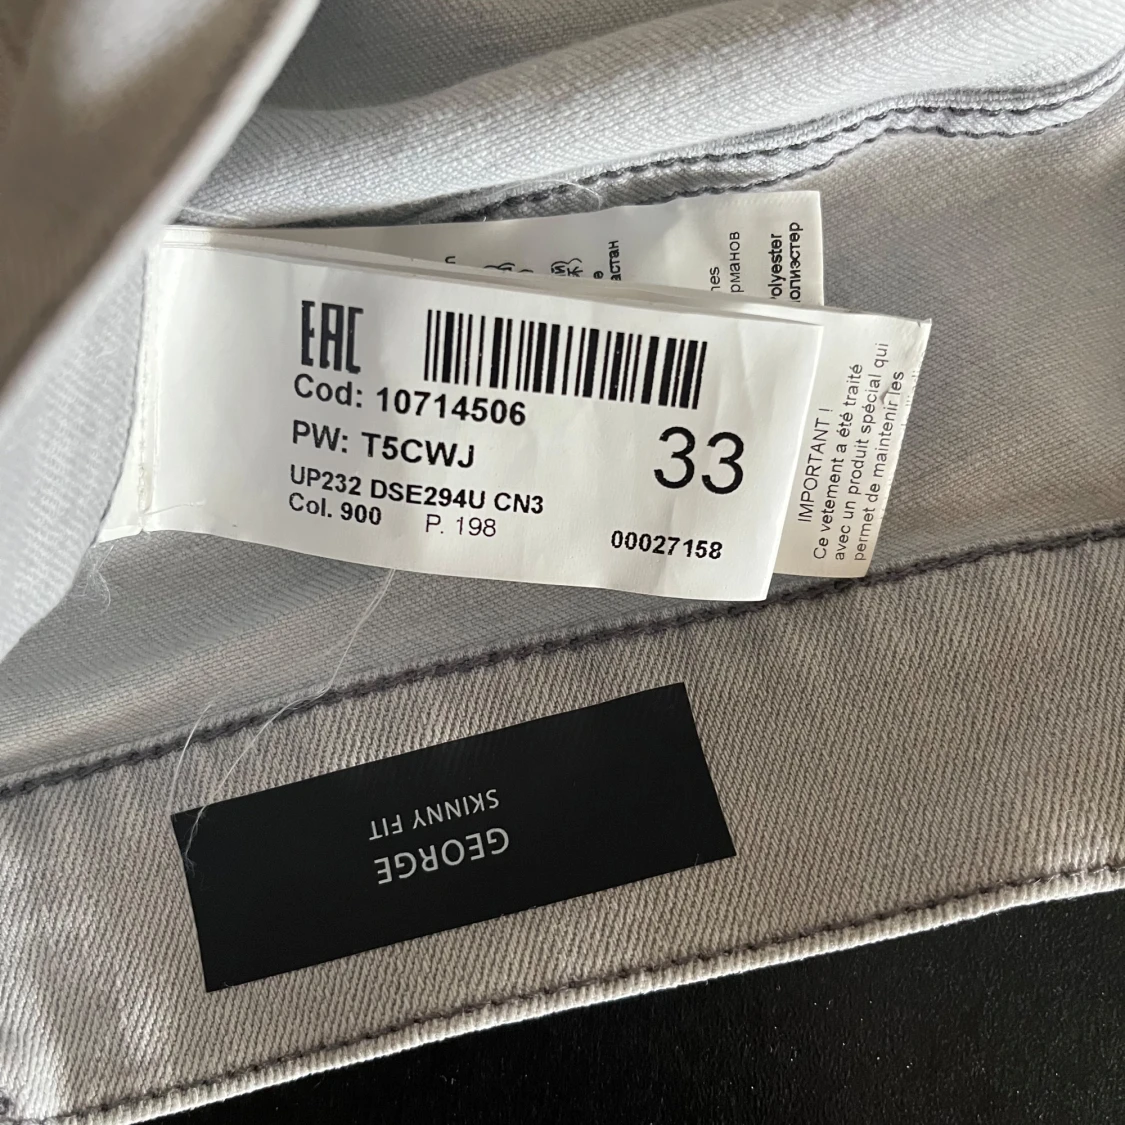 EAC
Cod: 10714506
PW: T5CWJ
33
UP232 DSE294U CN3
Col. 900 P. 198
00027158
IMPORTANT !
Ce vetement a été traité
avec un produit spécial qui
permet de maintenir les
GEORGE
SKINNY FIT